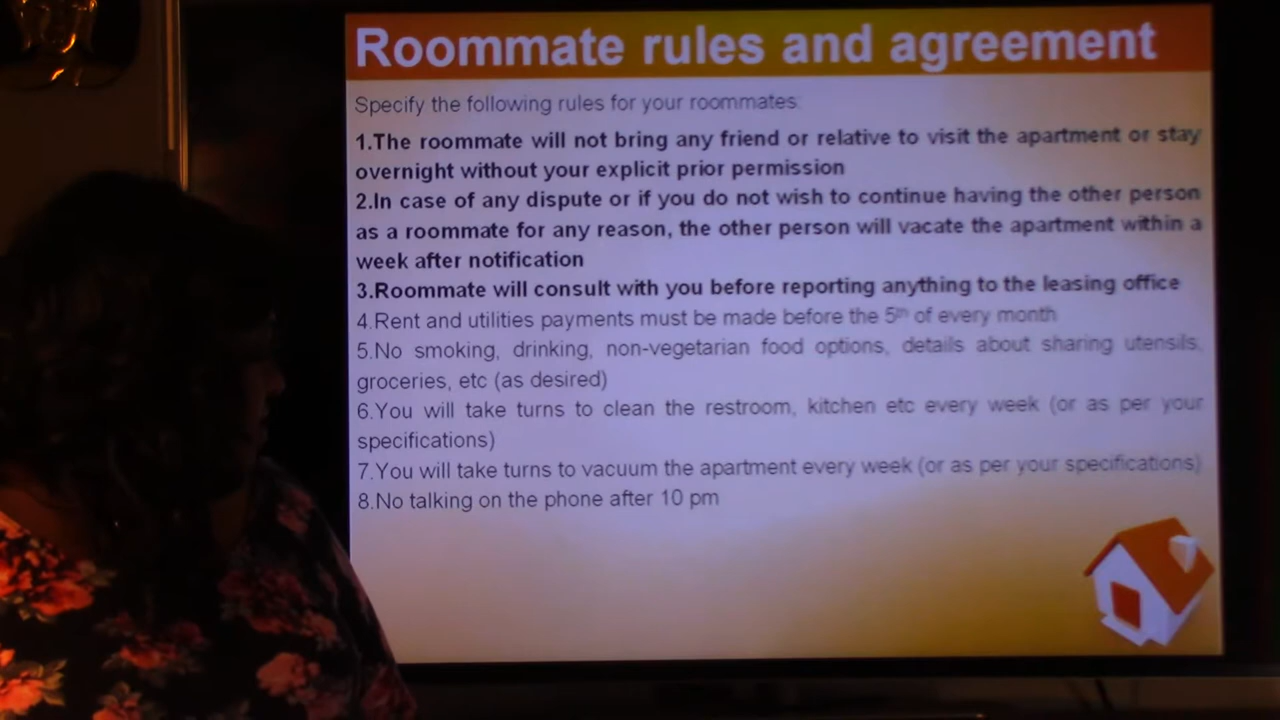 Roommate rules and agreement
Specify the following rules for your roommates:
1.The roommate will not bring any friend or relative to visit the apartment or stay
overnight without your explicit prior permission
2.In case of any dispute or if you do not wish to continue having the other person
as a roommate for any reason, the other person will vacate the apartment within a
week after notification
3.Roommate will consult with you before reporting anything to the leasing office
4.Rent and utilities payments must be made before the 5th of every month
5.No smoking, drinking, non-vegetarian food options, details about sharing utensils,
groceries, etc (as desired)
6.You will take turns to clean the restroom, kitchen etc every week (or as per your
specifications)
7.You will take turns to vacuum the apartment every week (or as per your specifications)
8.No talking on the phone after 10 pm